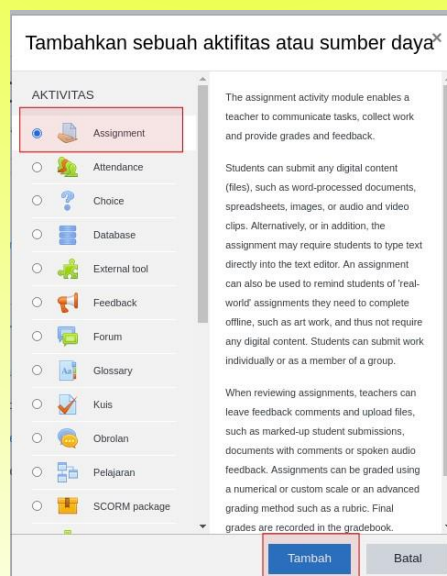 Tambahkan sebuah aktifitas atau sumber daya×
AKTIVITAS
Assignment
Attendance
Choice
Database
External tool
Feedback
Forum
Glossary
Kuis
Obrolan
Pelajaran
SCORM package
The assignment activity module enables a
teacher to communicate tasks, collect work
and provide grades and feedback.
Students can submit any digital content
(files), such as word-processed documents,
spreadsheets, images, or audio and video
clips. Alternatively, or in addition, the
assignment may require students to type text
directly into the text editor. An assignment
can also be used to remind students of 'real-
world' assignments they need to complete
offline, such as art work, and thus not require
any digital content. Students can submit work
individually or as a member of a group.
When reviewing assignments, teachers can
leave feedback comments and upload files,
such as marked-up student submissions,
documents with comments or spoken audio
feedback. Assignments can be graded using
a numerical or custom scale or an advanced
grading method such as a rubric. Final
grades are recorded in the gradebook.
Tambah
Batal